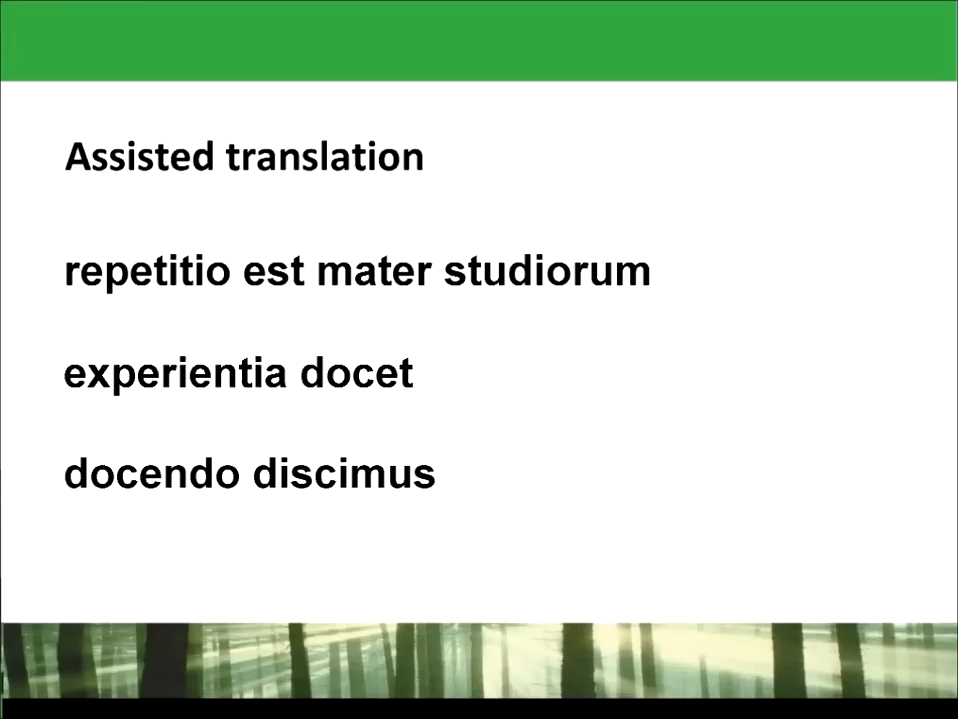 Assisted translation
repetitio est mater studiorum
experientia docet
docendo discimus